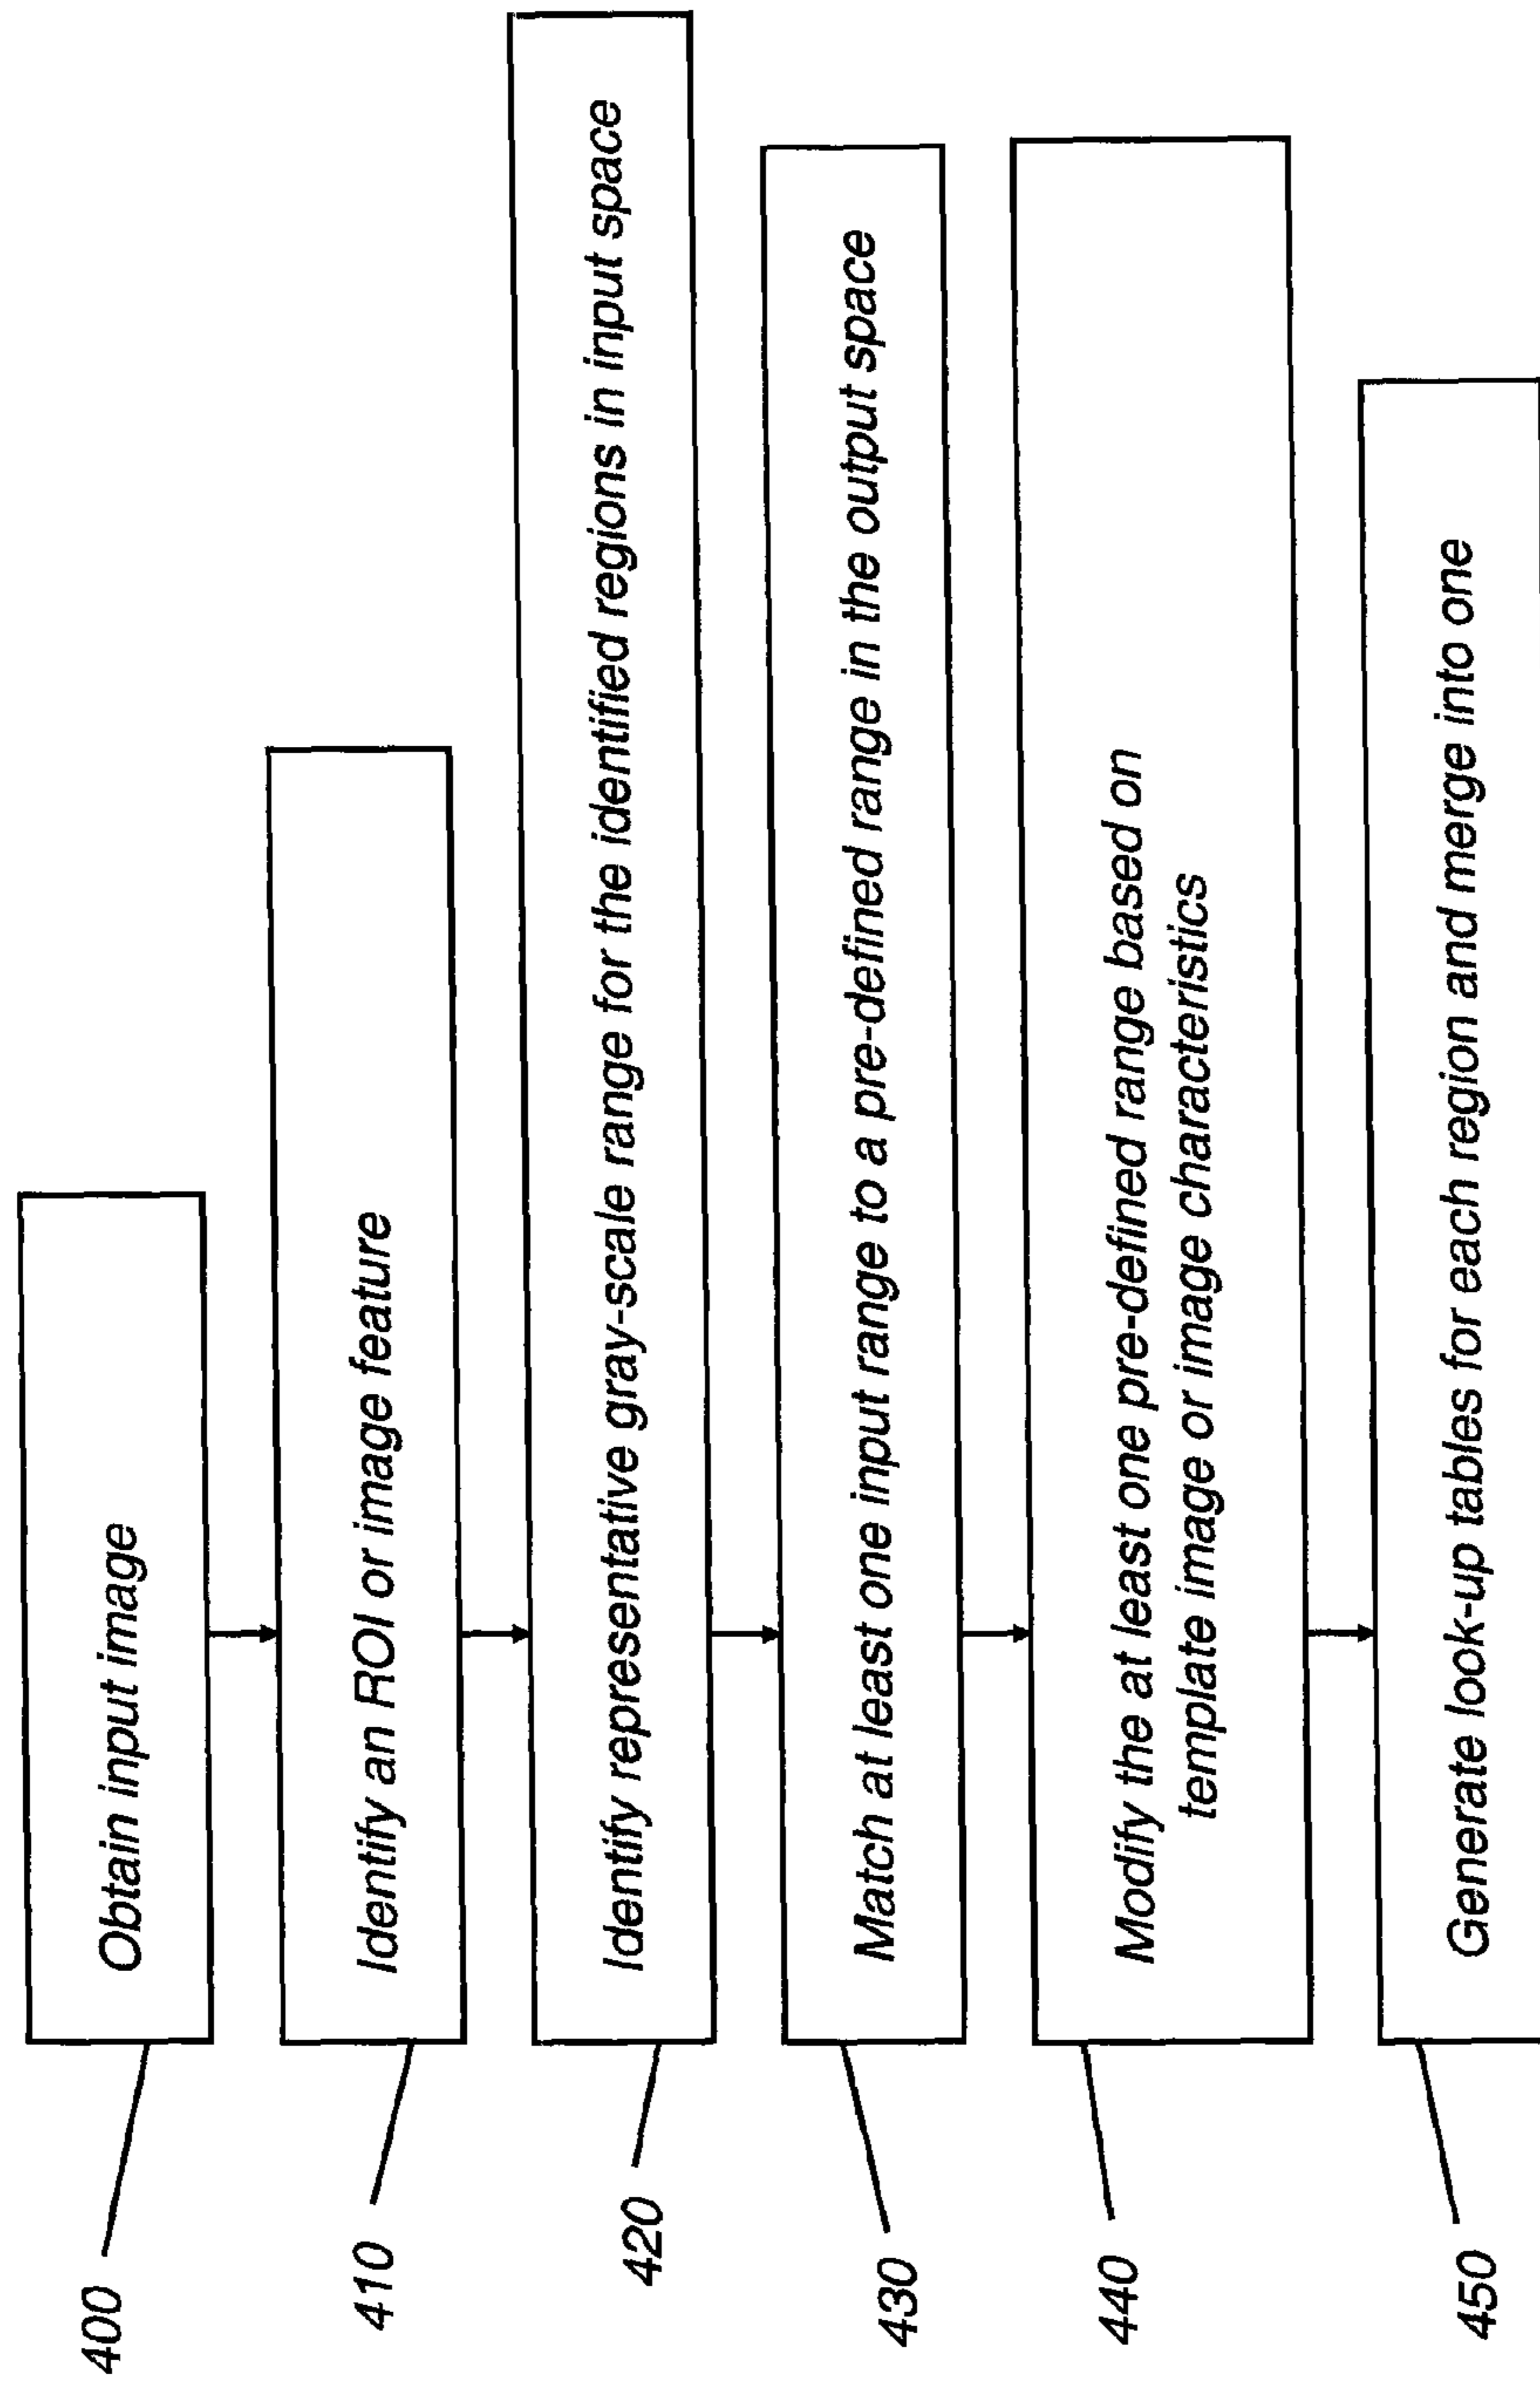 400
Obtain input image
410
Identify an ROI or image feature
420
Identify representative gray-scale range for the identified regions in input space
430
Match at least one input range to a pre-defined range in the output space
440
Modify the at least one pre-defined range based on
template image or image characteristics
450
Generate look-up tables for each region and merge into one